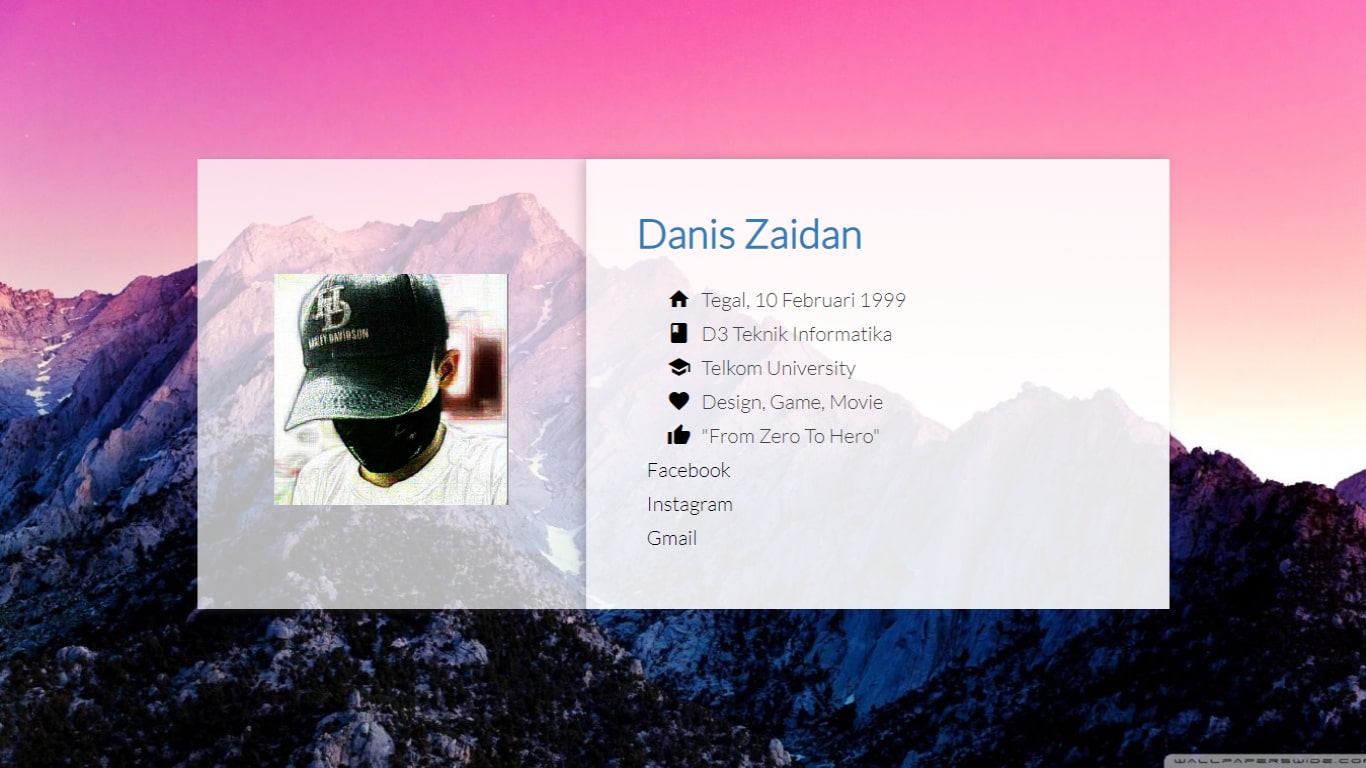 Danis Zaidan
Tegal, 10 Februari 1999
D3 Teknik Informatika
Telkom University
Design, Game, Movie
"From Zero To Hero"
Facebook
Instagram
Gmail
HARLEY-DAVIDSON
WALLPAPERSWIDE.CO